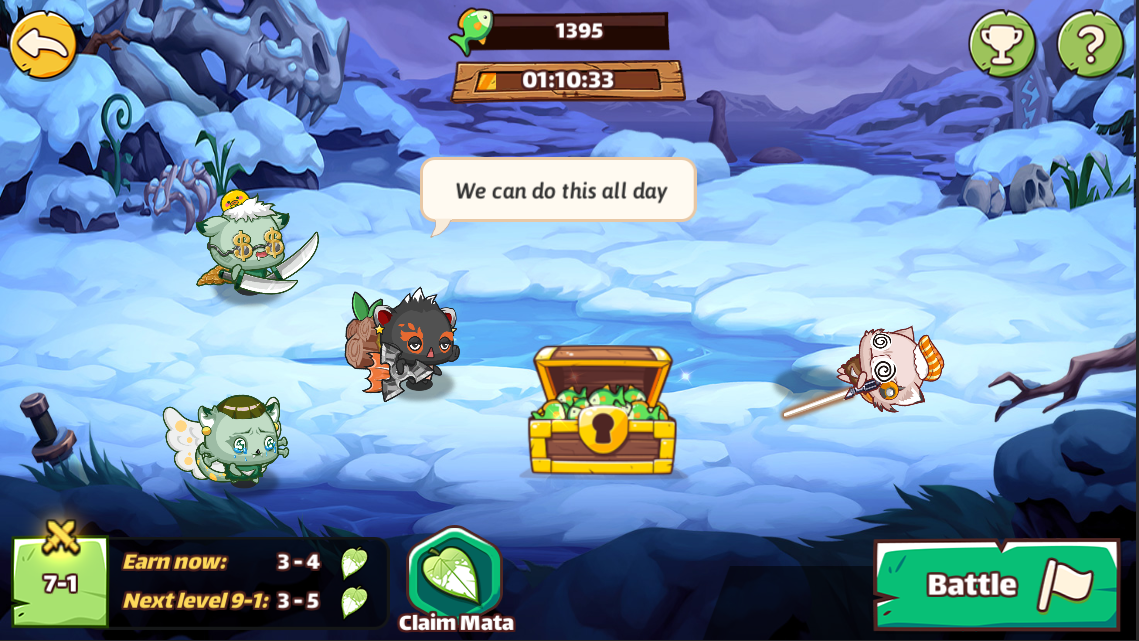 1395
01:10:33
?
We can do this all day
$ $
7-1
Earn now: 3-4
Next level 9-1: 3-5
Claim Mata
Battle